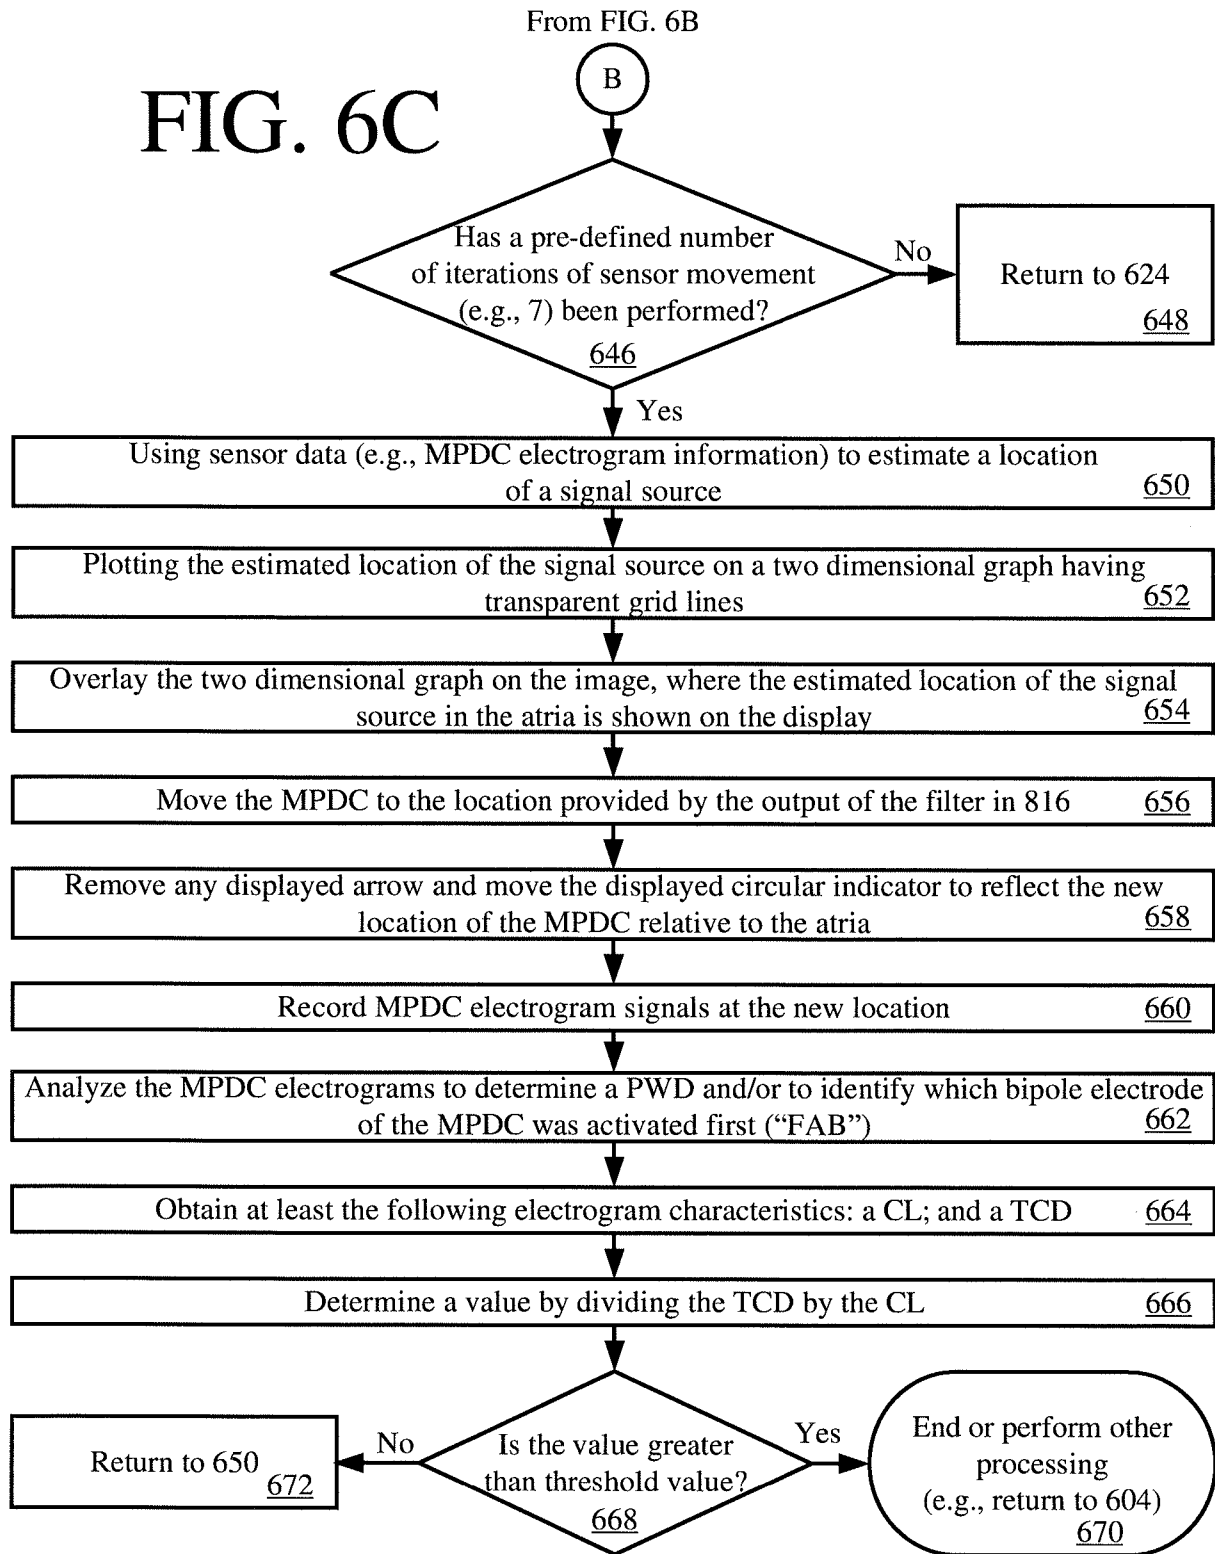 From FIG. 6B
B
FIG. 6C
Has a pre-defined number
of iterations of sensor movement
(e.g., 7) been performed?
646
No
Return to 624
648
Yes
Using sensor data (e.g., MPDC electrogram information) to estimate a location
of a signal source
650
Plotting the estimated location of the signal source on a two dimensional graph having
transparent grid lines
652
Overlay the two dimensional graph on the image, where the estimated location of the signal
source in the atria is shown on the display
654
Move the MPDC to the location provided by the output of the filter in 816
656
Remove any displayed arrow and move the displayed circular indicator to reflect the new
location of the MPDC relative to the atria
658
Record MPDC electrogram signals at the new location
660
Analyze the MPDC electrograms to determine a PWD and/or to identify which bipole electrode
of the MPDC was activated first (“FAB”)
662
Obtain at least the following electrogram characteristics: a CL; and a TCD
664
Determine a value by dividing the TCD by the CL
666
Is the value greater
than threshold value?
668
No
Return to 650
672
Yes
End or perform other
processing
(e.g., return to 604)
670